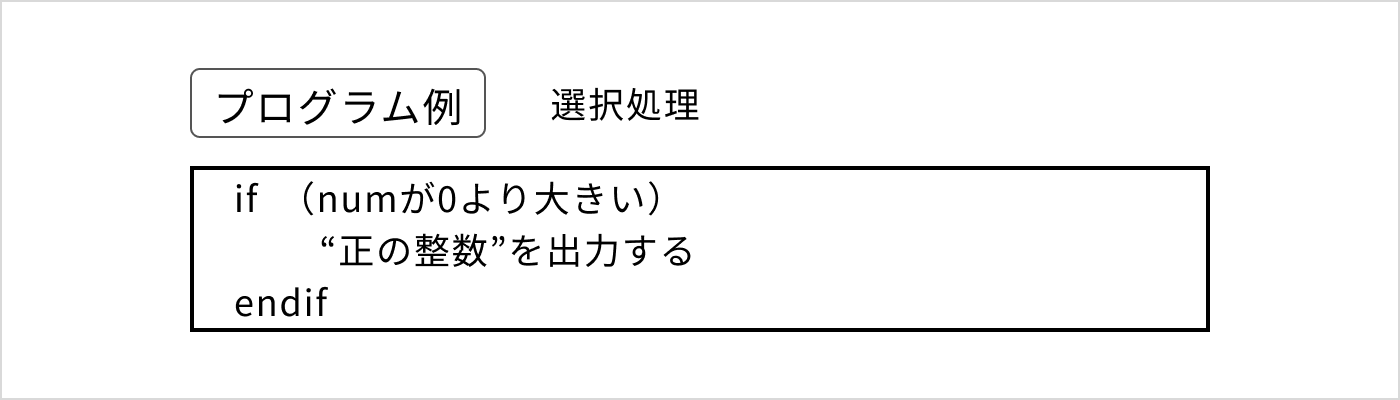 プログラム例 選択処理
if （numが0より大きい）
“正の整数”を出力する
endif